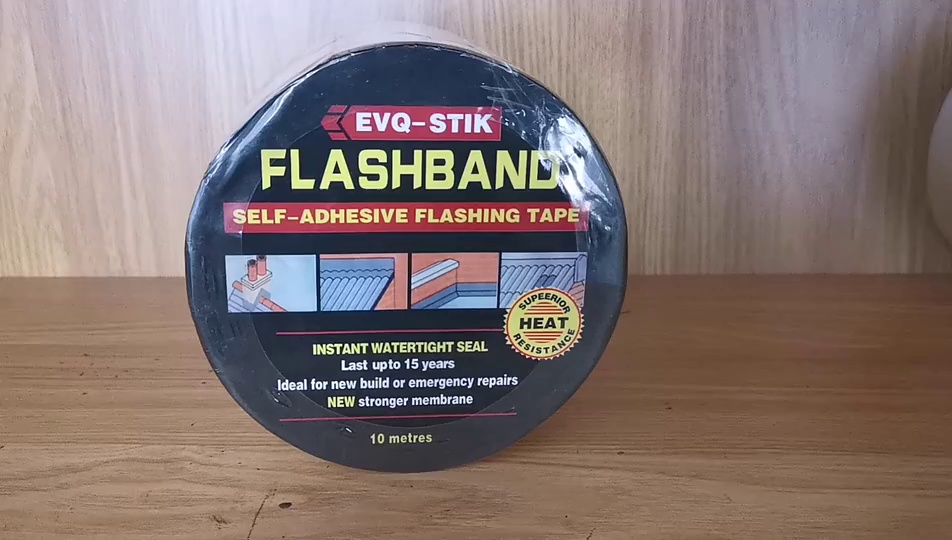 EVQ-STIK
FLASHBAND
SELF-ADHESIVE FLASHING TAPE
SUPEERIOR
HEAT
RESISTANCE
INSTANT WATERTIGHT SEAL
Last upto 15 years
Ideal for new build or emergency repairs
NEW stronger membrane
10 metres